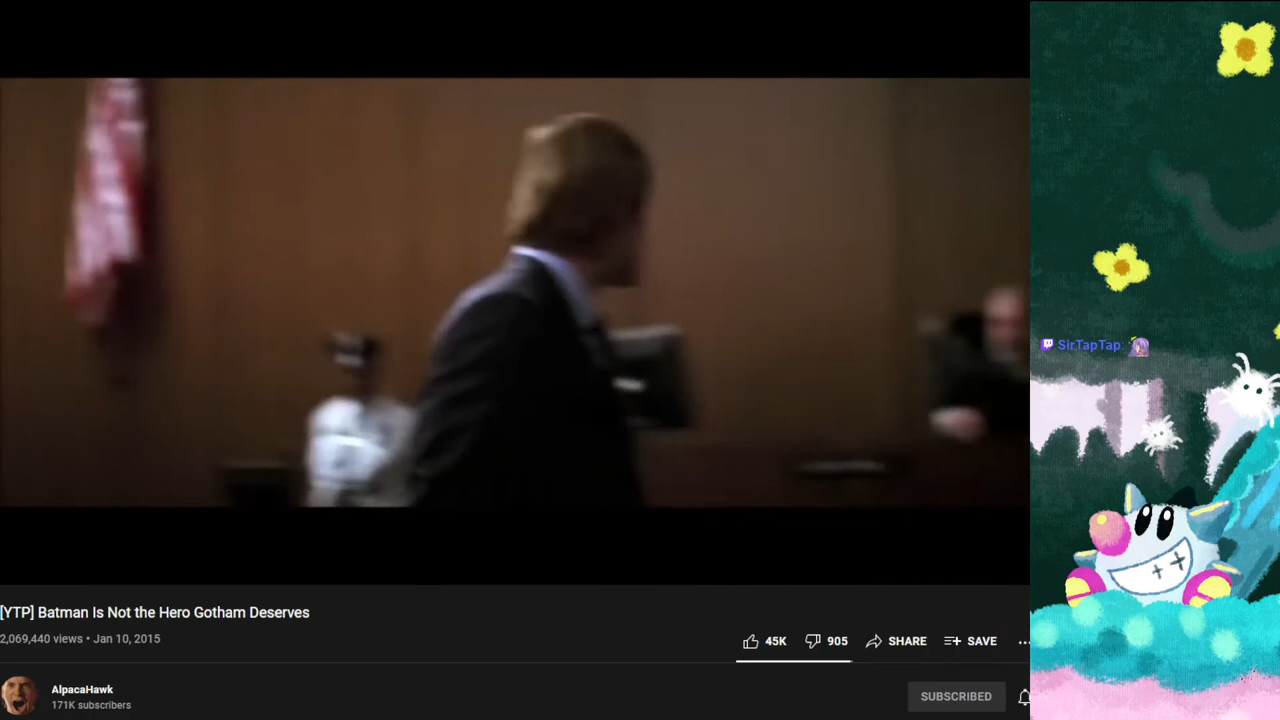 SirTapTap:
[YTP] Batman Is Not the Hero Gotham Deserves
2,069,440 views • Jan 10, 2015
45K
905
SHARE
SAVE
AlpacaHawk
171K subscribers
SUBSCRIBED